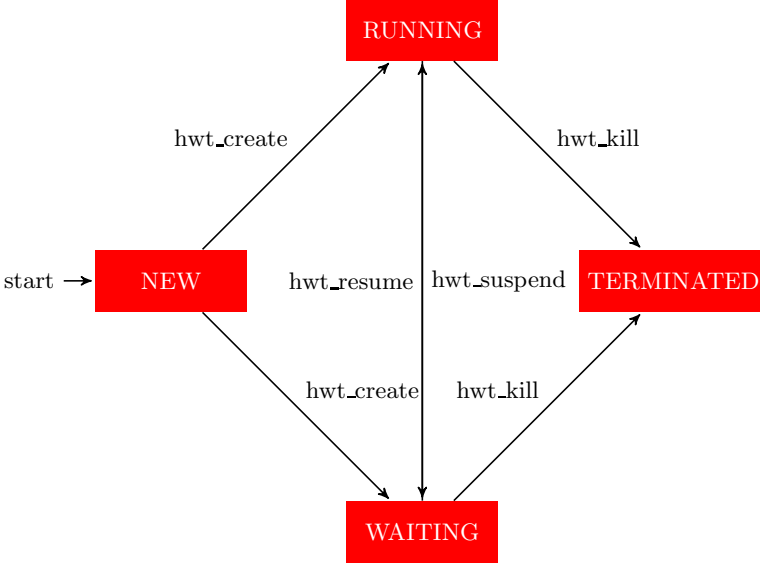 RUNNING
hwt_create
hwt_kill
start
NEW
hwt_resume
hwt_suspend
TERMINATED
hwt_create
hwt_kill
WAITING